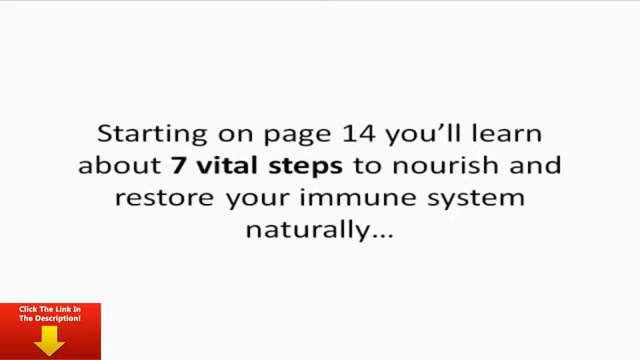 Starting on page 14 you'll learn
about 7 vital steps to nourish and
restore your immune system
naturally...
Click The Link In
The Description!